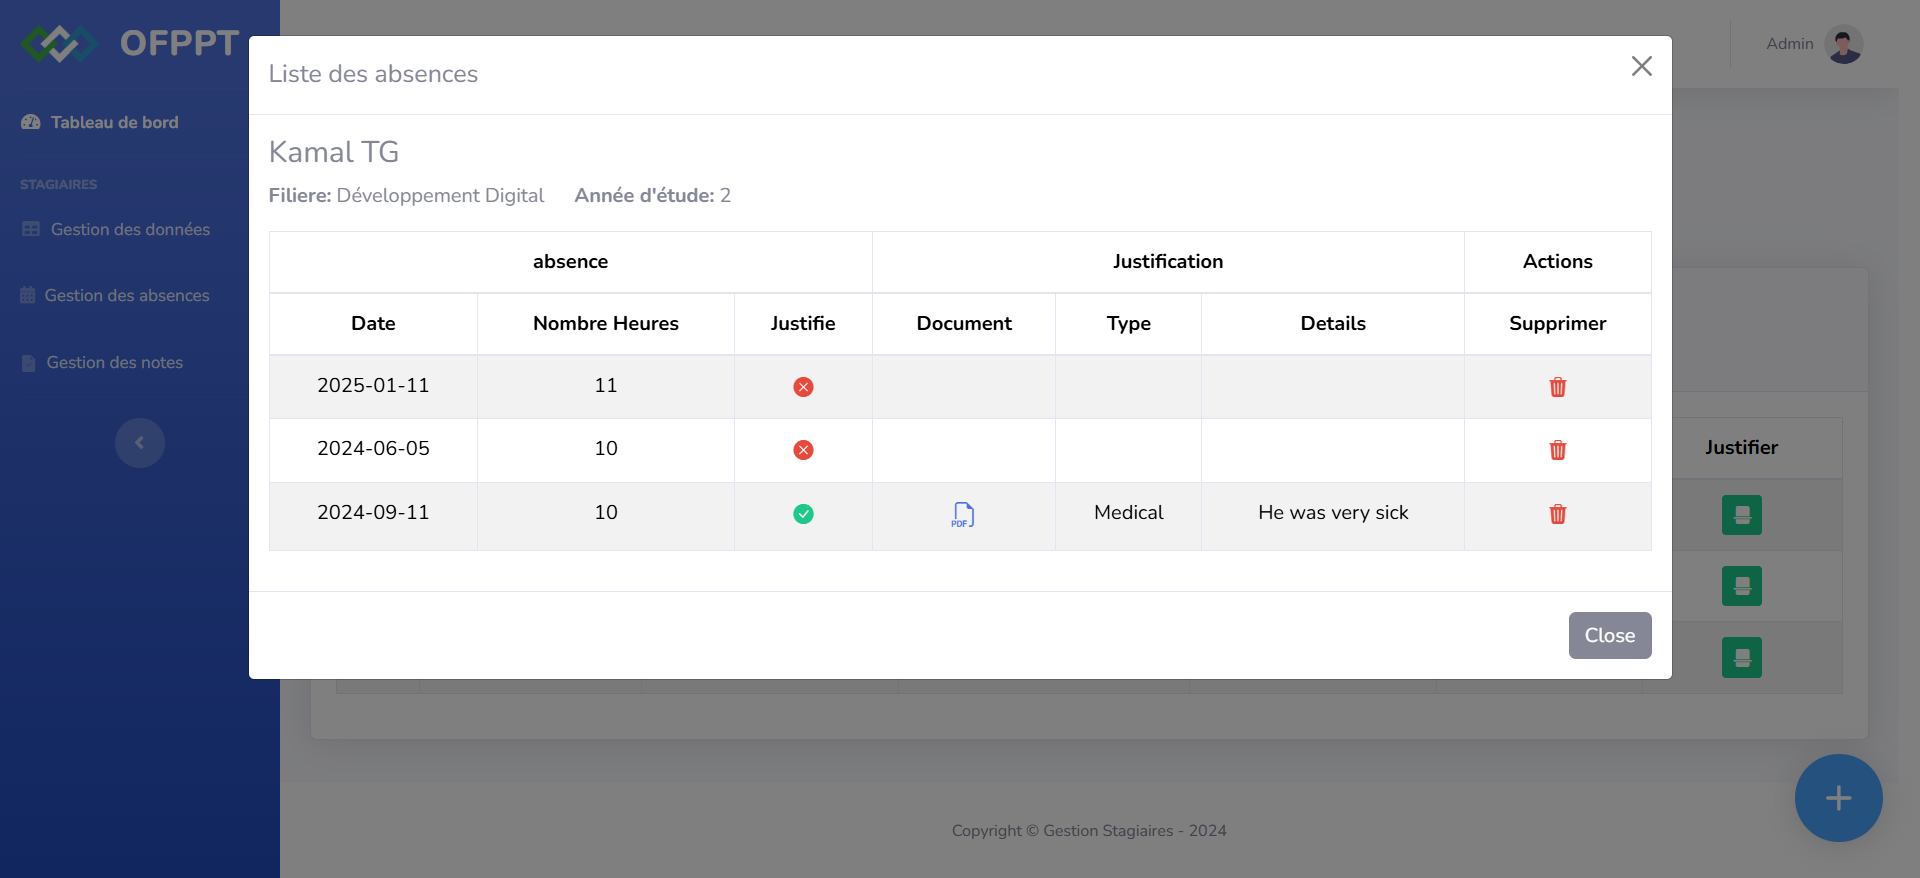 OFPPT
Admin
Liste des absences
Tableau de bord
Kamal TG
STAGIAIRES
Filiere: Développement Digital Année d'étude: 2
Gestion des données
absence Justification Actions
Gestion des absences
Date Nombre Heures Justifie Document Type Details Supprimer
Gestion des notes
2025-01-11 11
2024-06-05 10
Justifier
2024-09-11 10 PDF Medical He was very sick
Close
Copyright © Gestion Stagiaires - 2024